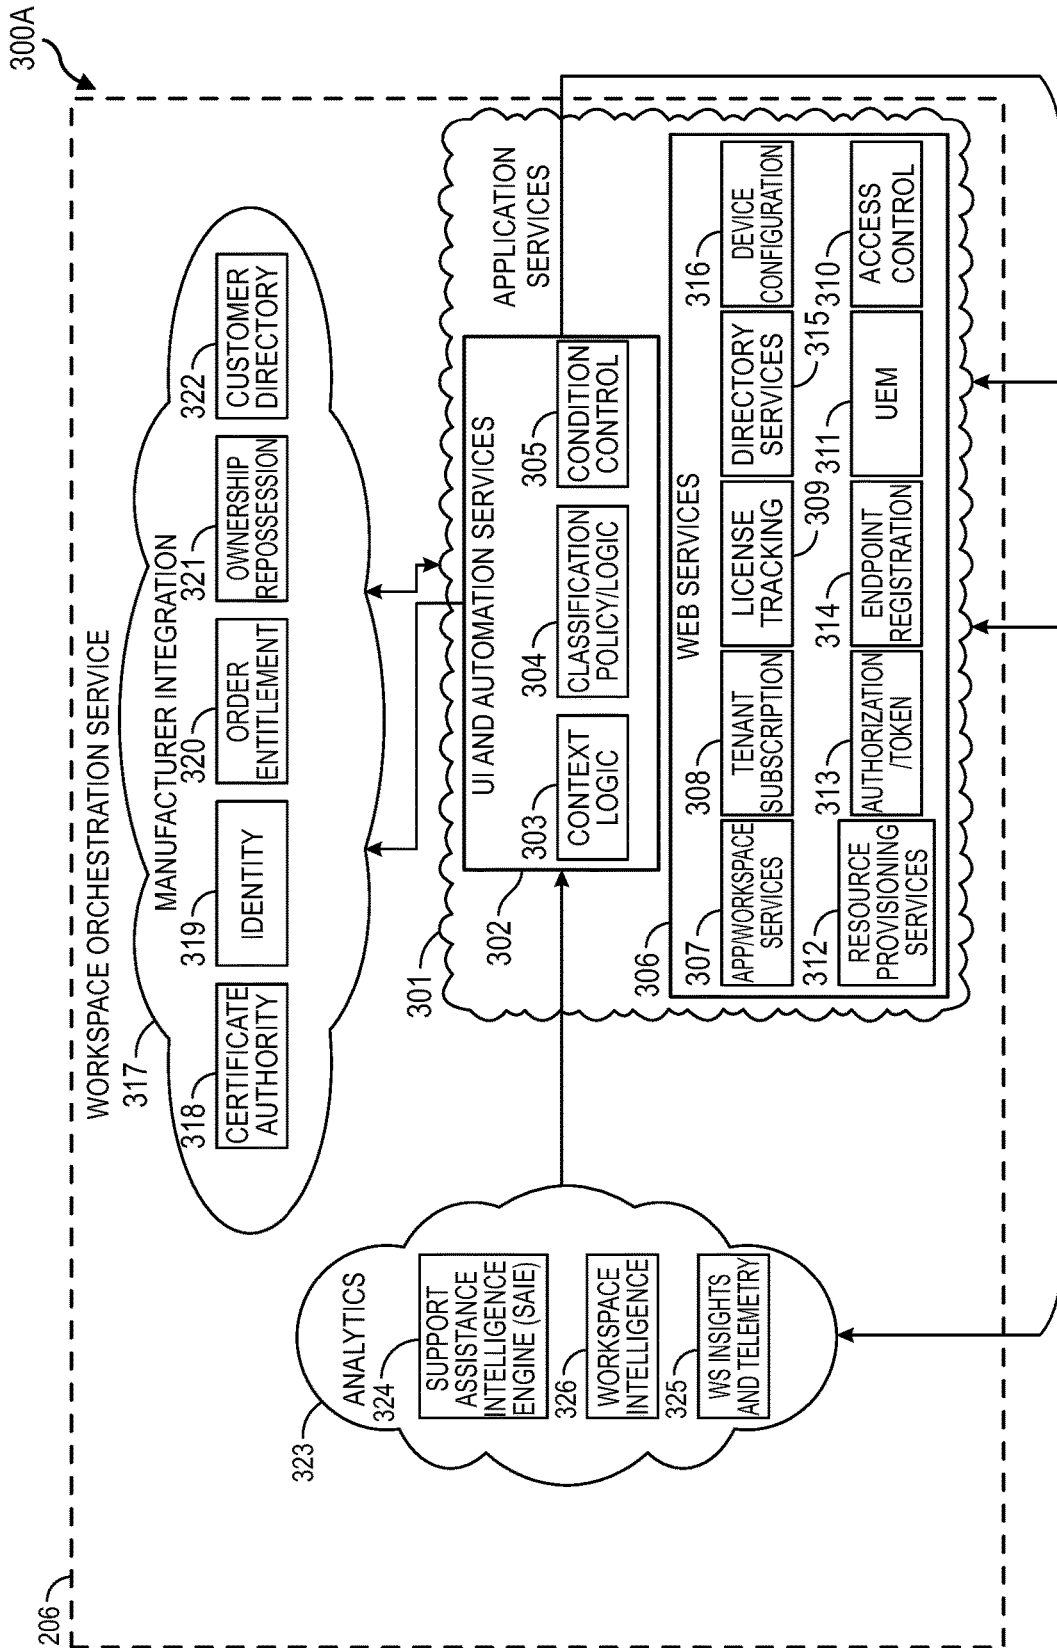 300A
206
WORKSPACE ORCHESTRATION SERVICE
317
MANUFACTURER INTEGRATION
318
CERTIFICATE
AUTHORITY
319
IDENTITY
320
ORDER
ENTITLEMENT
321
OWNERSHIP
REPOSSESSION
322
CUSTOMER
DIRECTORY
323
ANALYTICS
324
SUPPORT
ASSISTANCE
INTELLIGENCE
ENGINE (SAIE)
326
WORKSPACE
INTELLIGENCE
325
WS INSIGHTS
AND TELEMETRY
301
APPLICATION
SERVICES
302
UI AND AUTOMATION SERVICES
303
CONTEXT
LOGIC
304
CLASSIFICATION
POLICY/LOGIC
305
CONDITION
CONTROL
306
WEB SERVICES
307
APP/WORKSPACE
SERVICES
308
TENANT
SUBSCRIPTION
LICENSE
TRACKING
309
DIRECTORY
SERVICES
315
316
DEVICE
CONFIGURATION
312
RESOURCE
PROVISIONING
SERVICES
313
AUTHORIZATION
/TOKEN
314
ENDPOINT
REGISTRATION
311
UEM
310
ACCESS
CONTROL